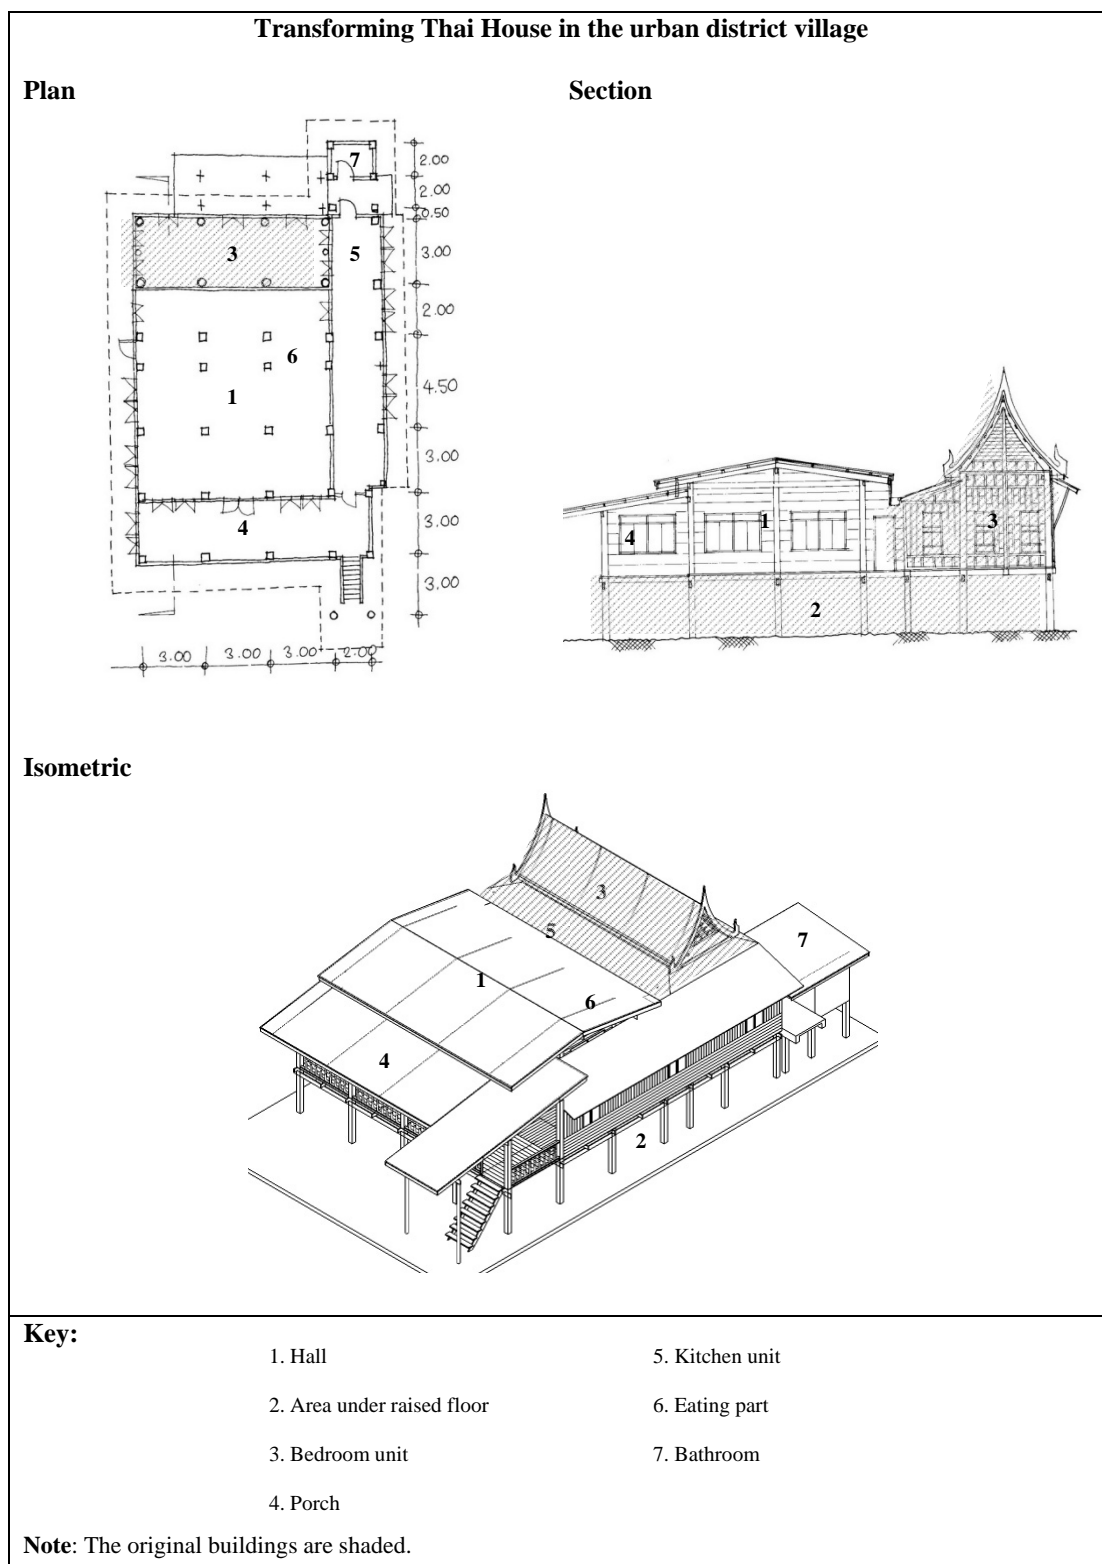 Transforming Thai House in the urban district village
Plan
Section
7
2.00
2.00
0.50
3
5
3.00
2.00
6
1
4.50
3.00
4
3.00
3.00
3.00 3.00 3.00 2.00
1
4
3
2
Isometric
3
5
7
1
6
4
2
Key:
1. Hall
5. Kitchen unit
2. Area under raised floor
6. Eating part
3. Bedroom unit
7. Bathroom
4. Porch
Note: The original buildings are shaded.